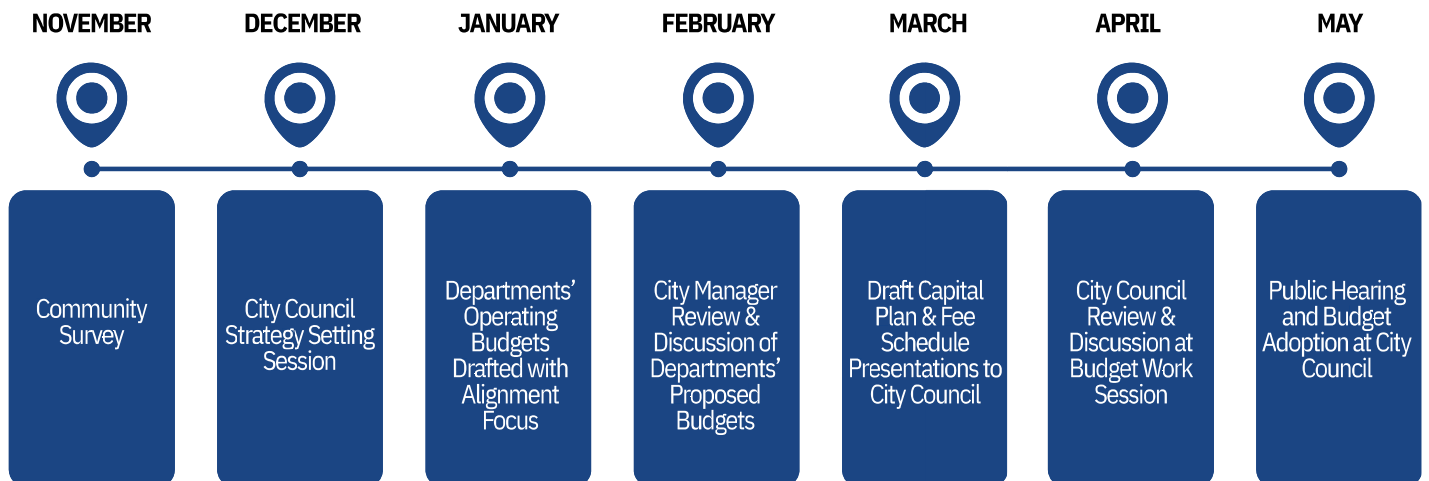 NOVEMBER
DECEMBER
JANUARY
FEBRUARY
MARCH
APRIL
MAY
Community
Survey
City Council
Strategy Setting
Session
Departments’
Operating
Budgets
Drafted with
Alignment
Focus
City Manager
Review &
Discussion of
Departments’
Proposed
Budgets
Draft Capital
Plan & Fee
Schedule
Presentations to
City Council
City Council
Review &
Discussion at
Budget Work
Session
Public Hearing
and Budget
Adoption at City
Council